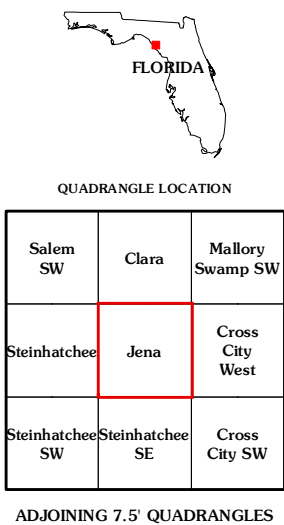 FLORIDA
QUADRANGLE LOCATION
Salem
SW
Clara
Mallory
Swamp SW
Steinhatchee
Jena
Cross
City
West
Steinhatchee
SW
Steinhatchee
SE
Cross
City SW
ADJOINING 7.5' QUADRANGLES